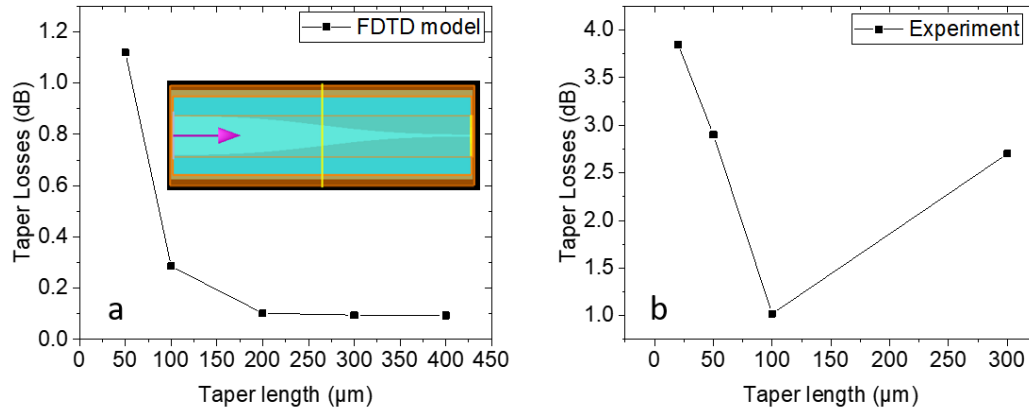 FDTD model
Taper Losses (dB)
1.2
1.0
0.8
0.6
0.4
0.2
0.0
a
0 50 100 150 200 250 300 350 400 450
Taper length (µm)
Experiment
Taper Losses (dB)
4.0
3.5
3.0
2.5
2.0
1.5
1.0
b
0 50 100 150 200 250 300
Taper length (µm)